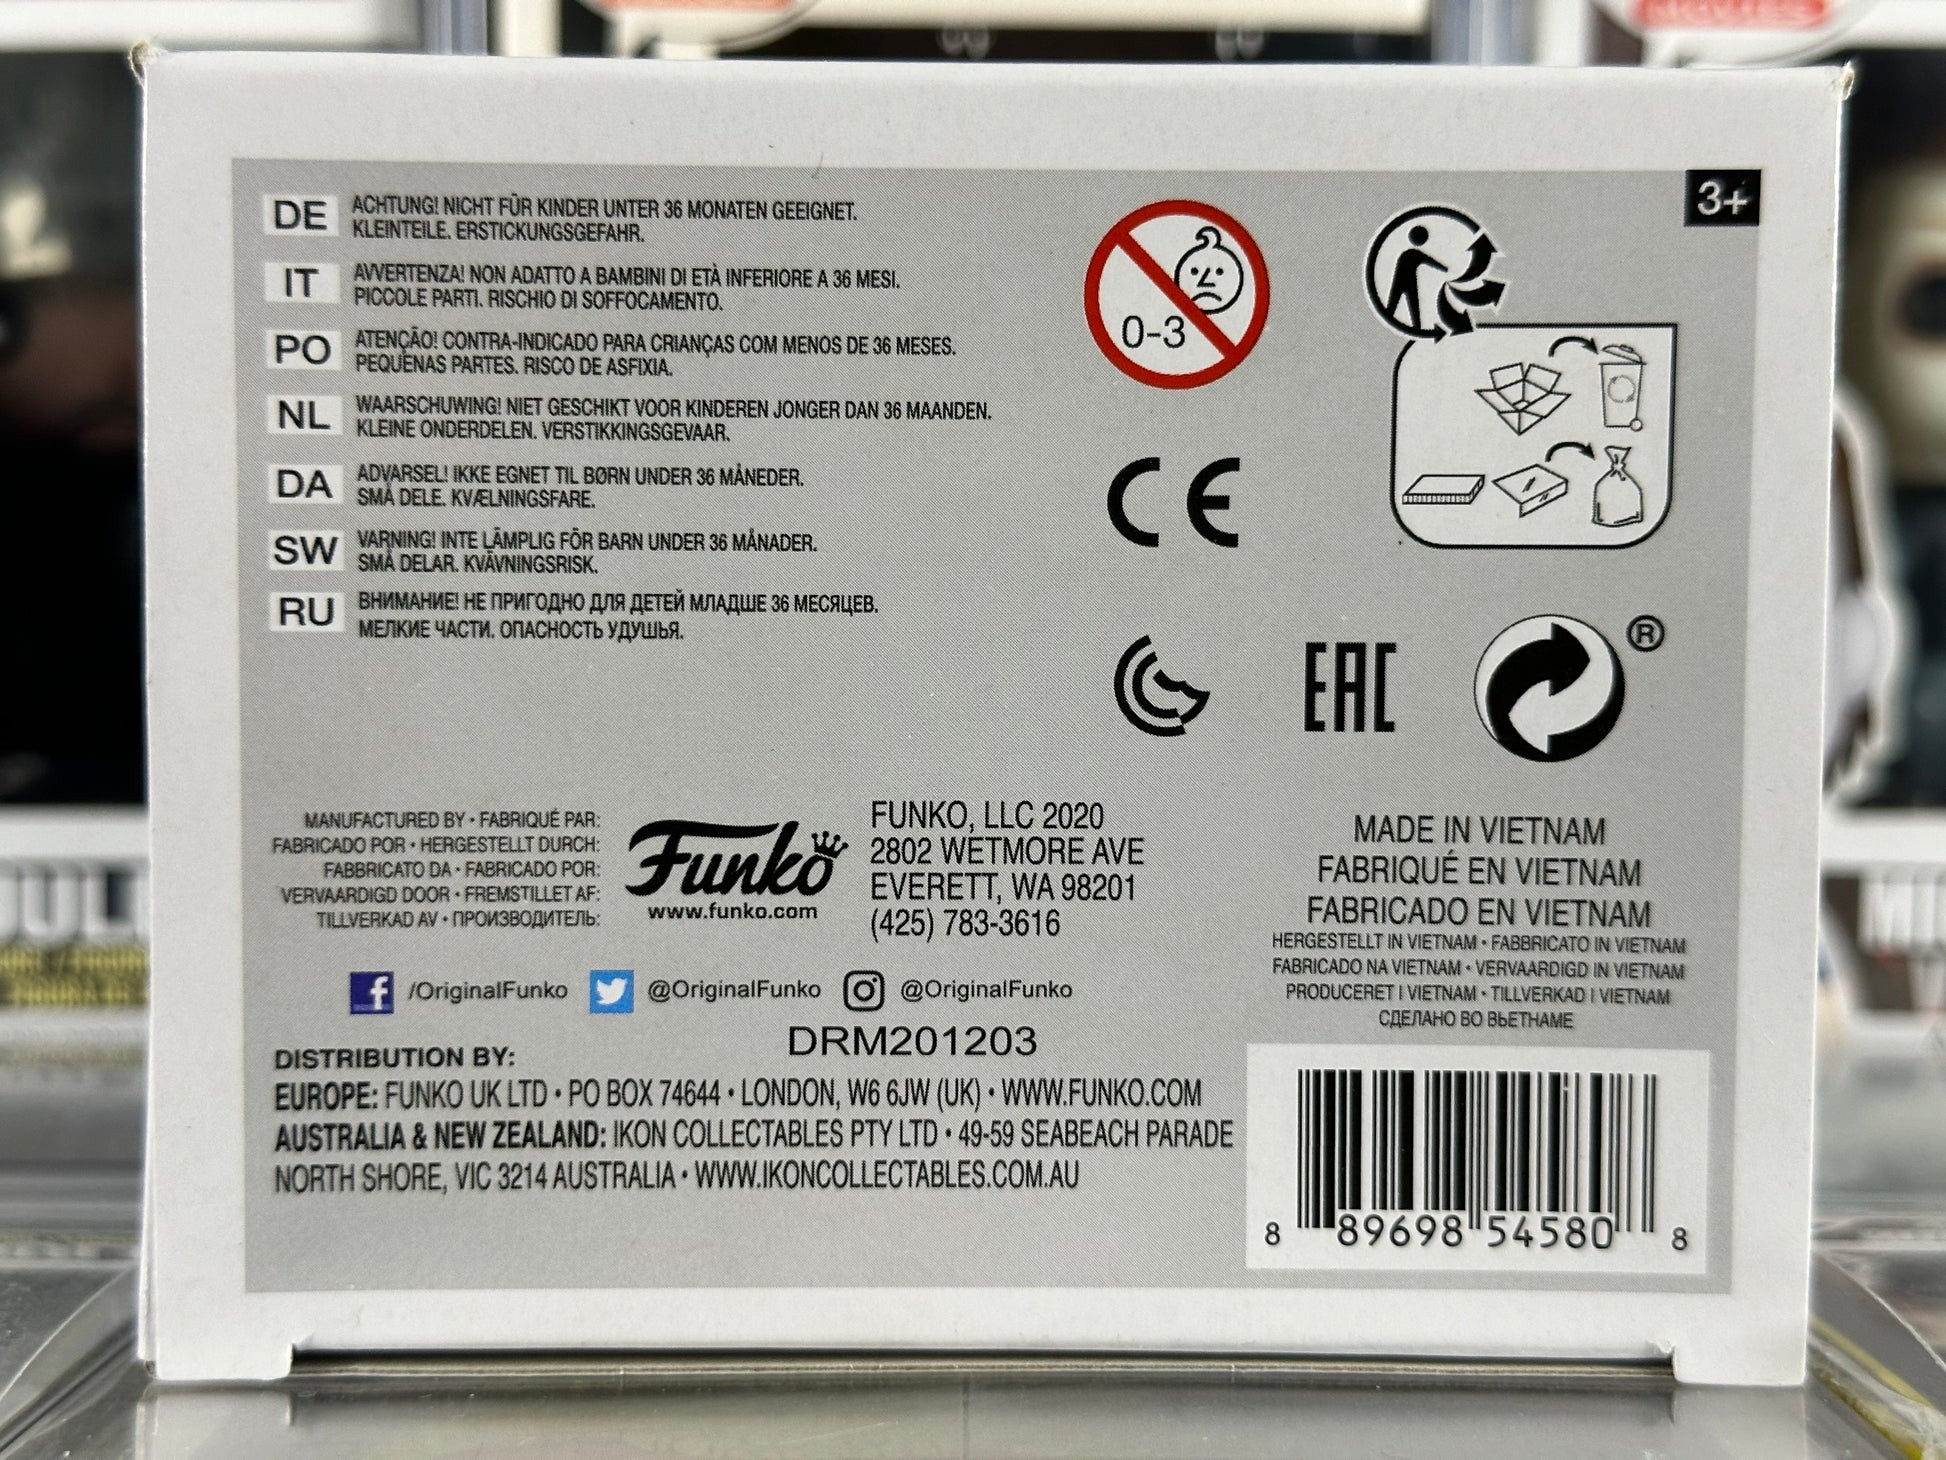 3+
DE ACHTUNG! NICHT FÜR KINDER UNTER 36 MONATEN GEEIGNET.
KLEINTEILE. ERSTICKUNGSGEFAHR.
IT AVVERTENZA! NON ADATTO A BAMBINI DI ETÀ INFERIORE A 36 MESI.
PICCOLE PARTI. RISCHIO DI SOFFOCAMENTO.
PO ATENÇÃO! CONTRA-INDICADO PARA CRIANÇAS COM MENOS DE 36 MESES.
PEQUENAS PARTES. RISCO DE ASFIXIA.
NL WAARSCHUWING! NIET GESCHIKT VOOR KINDEREN JONGER DAN 36 MAANDEN.
KLEINE ONDERDELEN. VERSTIKKINGSGEVAAR.
DA ADVARSEL! IKKE EGNET TIL BØRN UNDER 36 MÅNEDER.
SMÅ DELE. KVÆLNINGSFARE.
SW VARNING! INTE LÄMPLIG FÖR BARN UNDER 36 MÅNADER.
SMÅ DELAR. KVÄVNINGSRISK.
RU ВНИМАНИЕ! НЕ ПРИГОДНО ДЛЯ ДЕТЕЙ МЛАДШЕ 36 МЕСЯЦЕВ.
МЕЛКИЕ ЧАСТИ. ОПАСНОСТЬ УДУШЬЯ.
0-3
CE
EAC
®
MANUFACTURED BY • FABRIQUÉ PAR:
FABRICADO POR • HERGESTELLT DURCH:
FABBRICATO DA • FABRICADO POR:
VERVAARDIGD DOOR • FREMSTILLET AF:
TILLVERKAD AV • ПРОИЗВОДИТЕЛЬ:
Funko
www.funko.com
FUNKO, LLC 2020
2802 WETMORE AVE
EVERETT, WA 98201
(425) 783-3616
MADE IN VIETNAM
FABRIQUÉ EN VIETNAM
FABRICADO EN VIETNAM
HERGESTELLT IN VIETNAM • FABBRICATO IN VIETNAM
FABRICADO NA VIETNAM • VERVAARDIGD IN VIETNAM
PRODUCERET I VIETNAM • TILLVERKAD I VIETNAM
СДЕЛАНО ВО ВЬЕТНАМЕ
/OriginalFunko @OriginalFunko @OriginalFunko
DRM201203
DISTRIBUTION BY:
EUROPE: FUNKO UK LTD • PO BOX 74644 • LONDON, W6 6JW (UK) • WWW.FUNKO.COM
AUSTRALIA & NEW ZEALAND: IKON COLLECTABLES PTY LTD • 49-59 SEABEACH PARADE
NORTH SHORE, VIC 3214 AUSTRALIA • WWW.IKONCOLLECTABLES.COM.AU
8 89698 54580 8